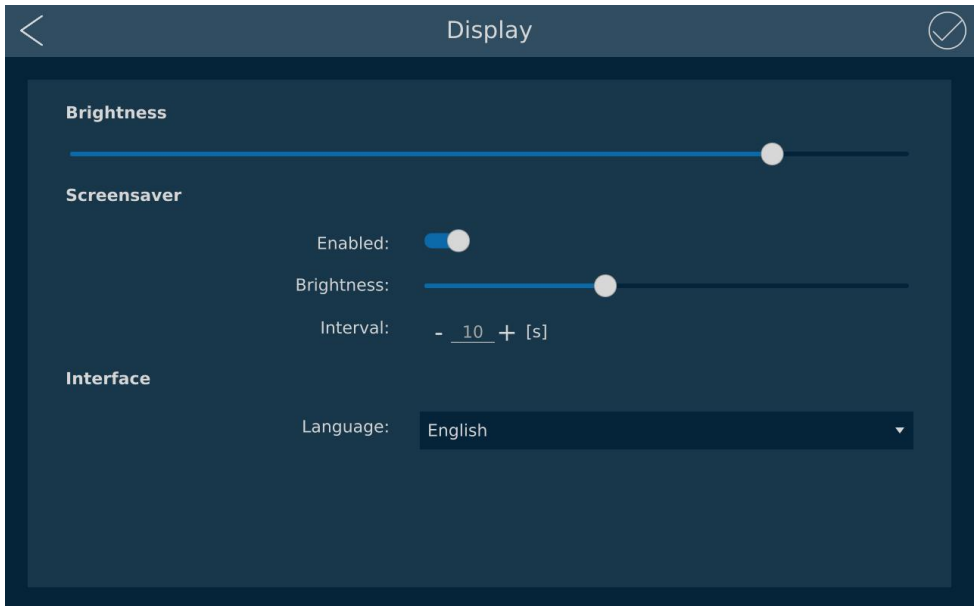 Display
Brightness
Screensaver
Enabled:
Brightness:
Interval: - 10 + [s]
Interface
Language: English